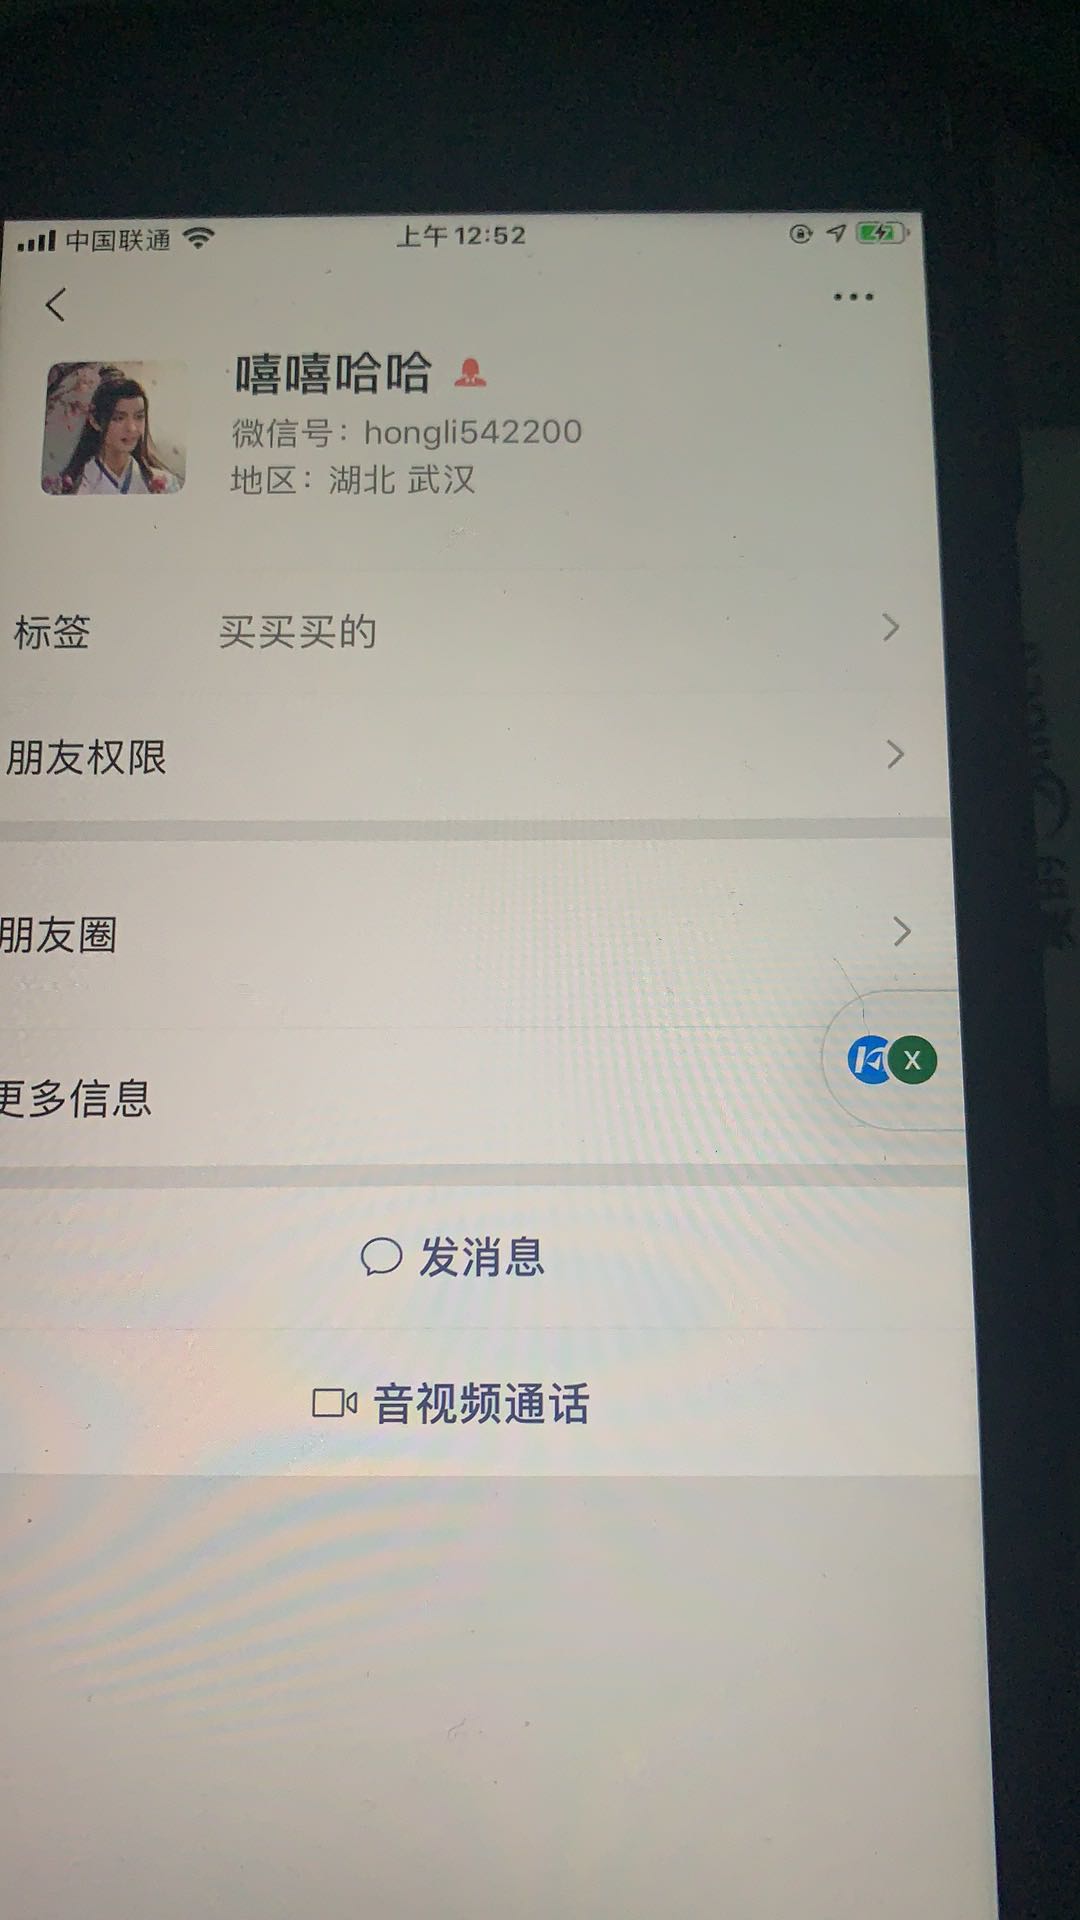 中国联通 上午12:52
嘻嘻哈哈
微信号：hongli542200
地区：湖北 武汉
标签 买买买的
朋友权限
朋友圈
更多信息
X
发消息
音视频通话